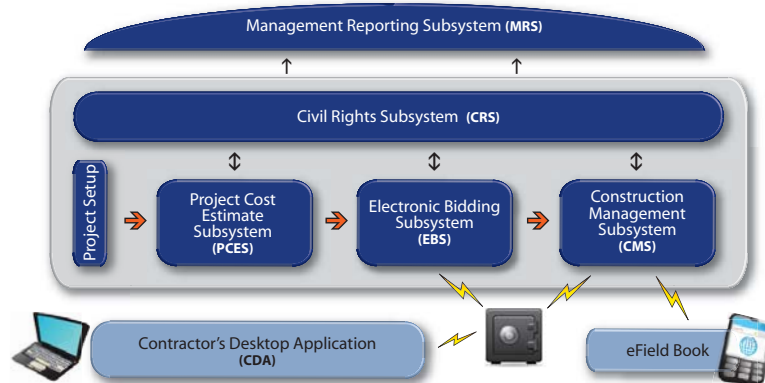 Management Reporting Subsystem (MRS)
Civil Rights Subsystem (CRS)
Project Setup
Project Cost
Estimate
Subsystem
(PCES)
Electronic Bidding
Subsystem
(EBS)
Construction
Management
Subsystem
(CMS)
Contractor's Desktop Application
(CDA)
eField Book